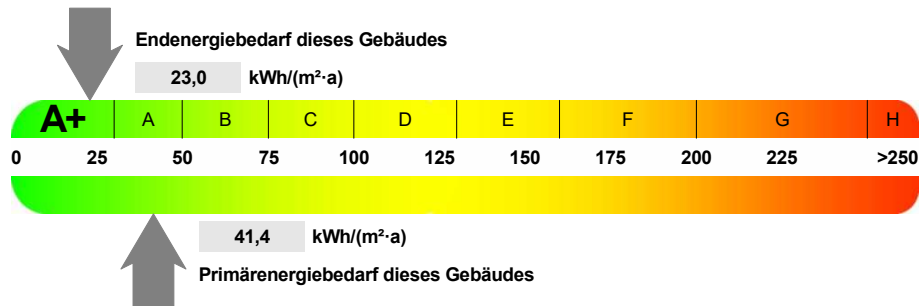 Endenergiebedarf dieses Gebäudes
23,0 kWh/(m²·a)
A+ A B C D E F G H
0 25 50 75 100 125 150 175 200 225 >250
41,4 kWh/(m²·a)
Primärenergiebedarf dieses Gebäudes